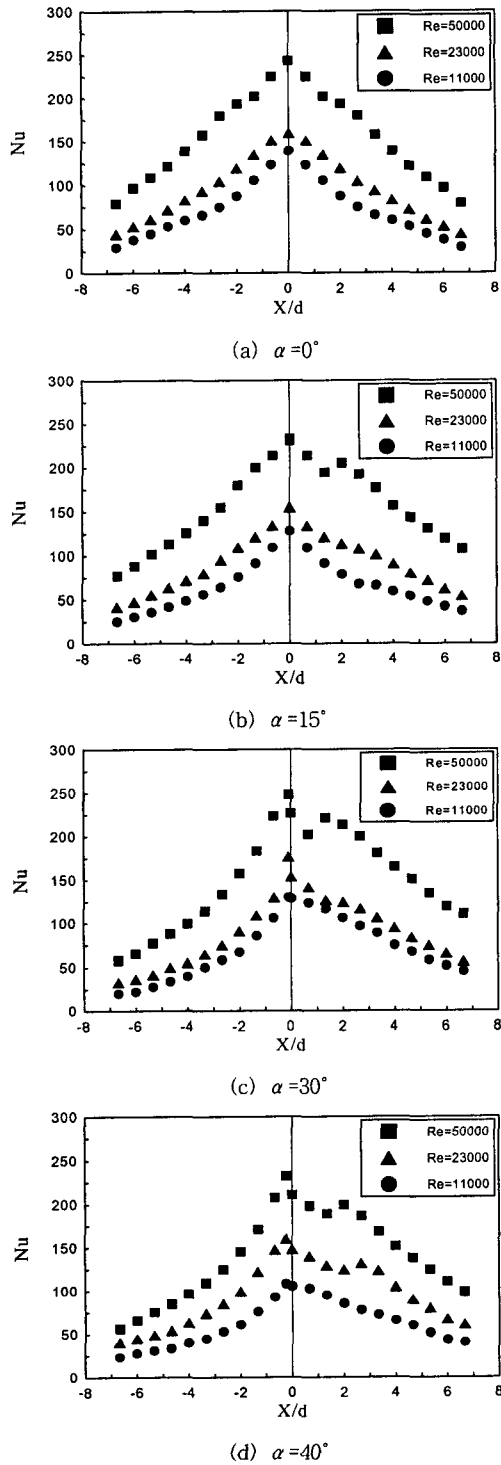 300
250
200
150
100
50
0
Nu
Re=50000
Re=23000
Re=11000
-8 -6 -4 -2 0 2 4 6 8
X/d
(a) α=0°
300
250
200
150
100
50
0
Nu
Re=50000
Re=23000
Re=11000
-8 -6 -4 -2 0 2 4 6 8
X/d
(b) α=15°
300
250
200
150
100
50
0
Nu
Re=50000
Re=23000
Re=11000
-8 -6 -4 -2 0 2 4 6 8
X/d
(c) α=30°
300
250
200
150
100
50
0
Nu
Re=50000
Re=23000
Re=11000
-8 -6 -4 -2 0 2 4 6 8
X/d
(d) α=40°